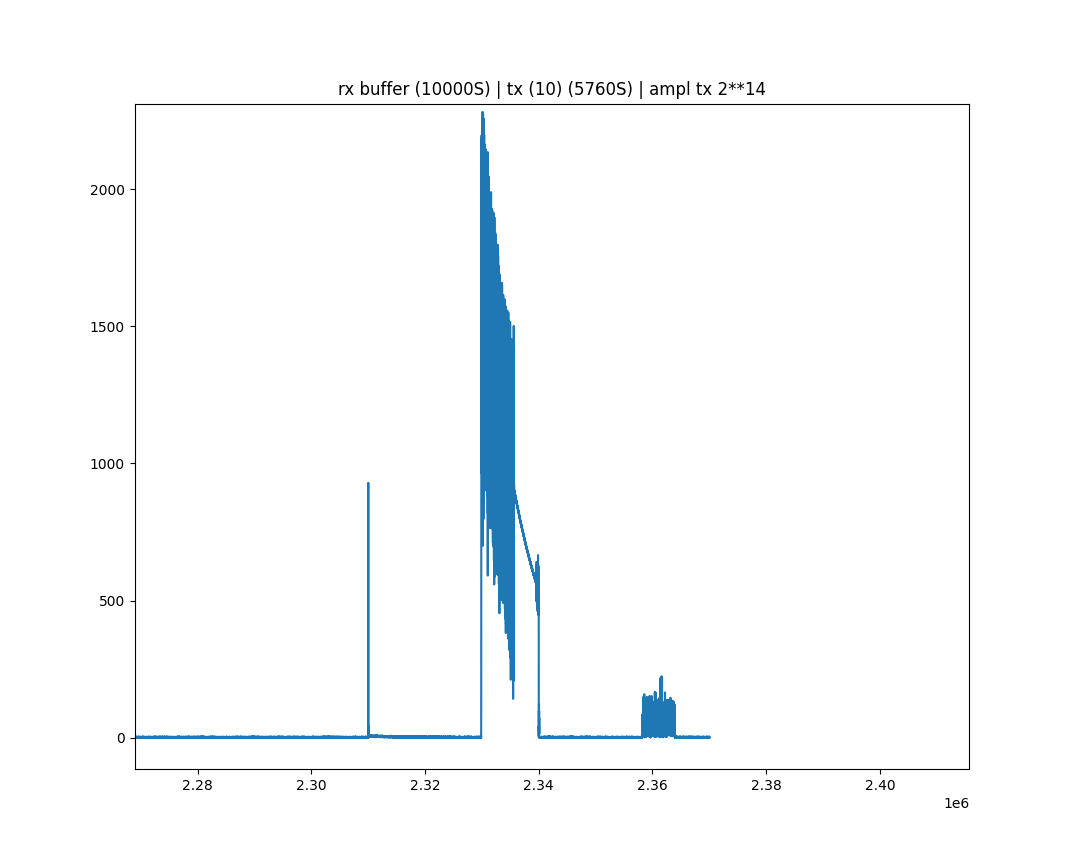 rx buffer (10000S) | tx (10) (5760S) | ampl tx 2**14
2000
1500
1000
500
0
2.28 2.30 2.32 2.34 2.36 2.38 2.40
1e6